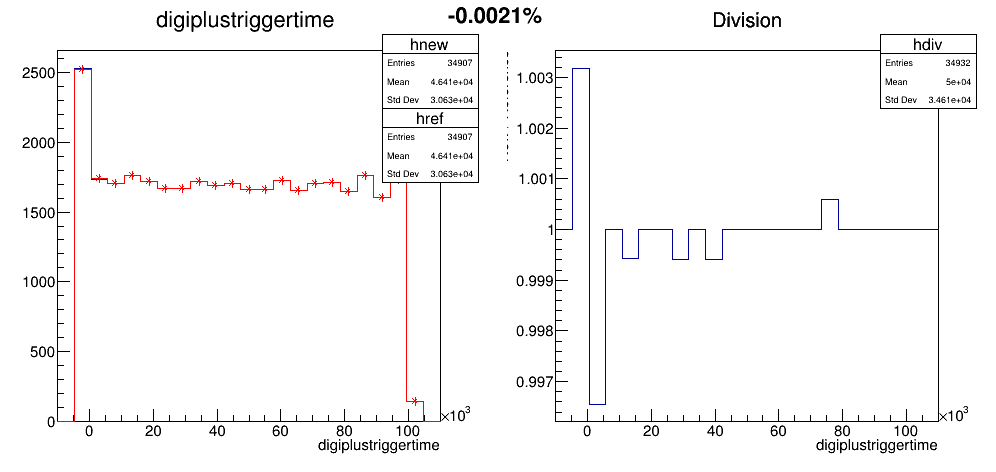 digiplustriggertime
-0.0021%
Division
hnew
Entries 34907
Mean 4.641e+04
Std Dev 3.063e+04
href
Entries 34907
Mean 4.641e+04
Std Dev 3.063e+04
2500
2000
1500
1000
500
0
0 20 40 60 80 100
×10³
digiplustriggertime
hdiv
Entries 34932
Mean 5e+04
Std Dev 3.461e+04
1.003
1.002
1.001
1
0.999
0.998
0.997
0 20 40 60 80 100
×10³
digiplustriggertime